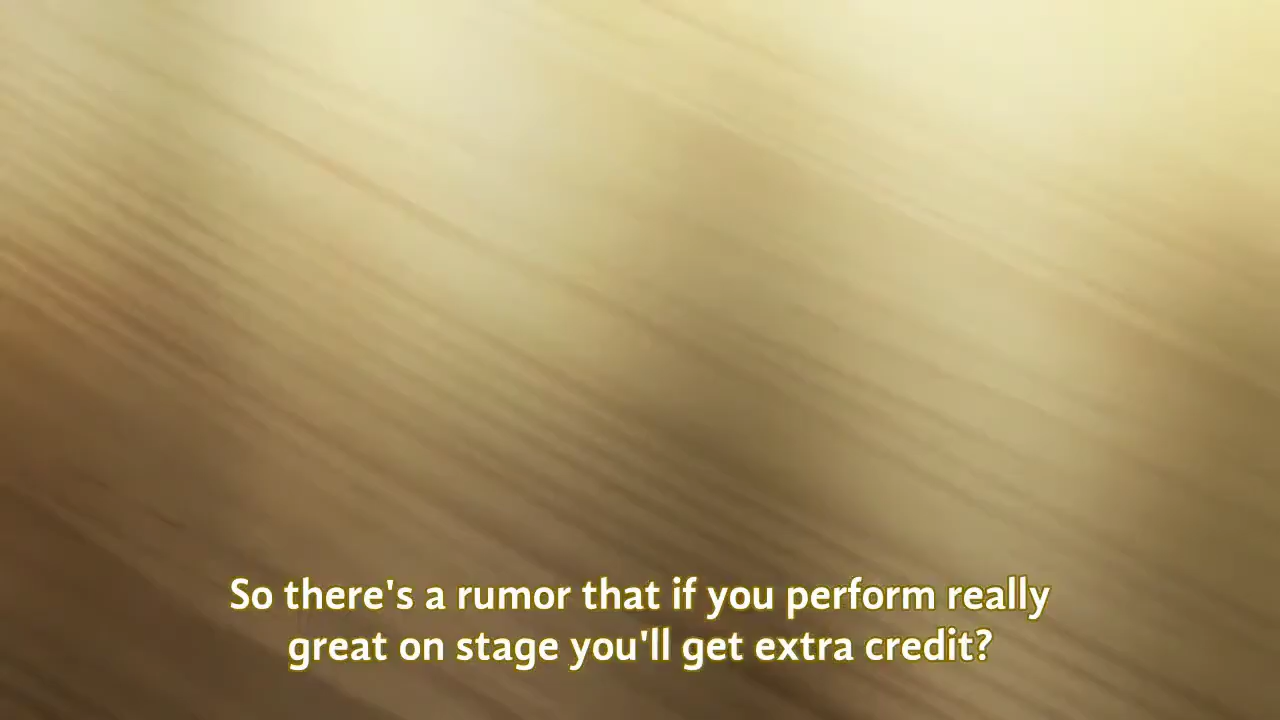 So there's a rumor that if you perform really
great on stage you'll get extra credit?